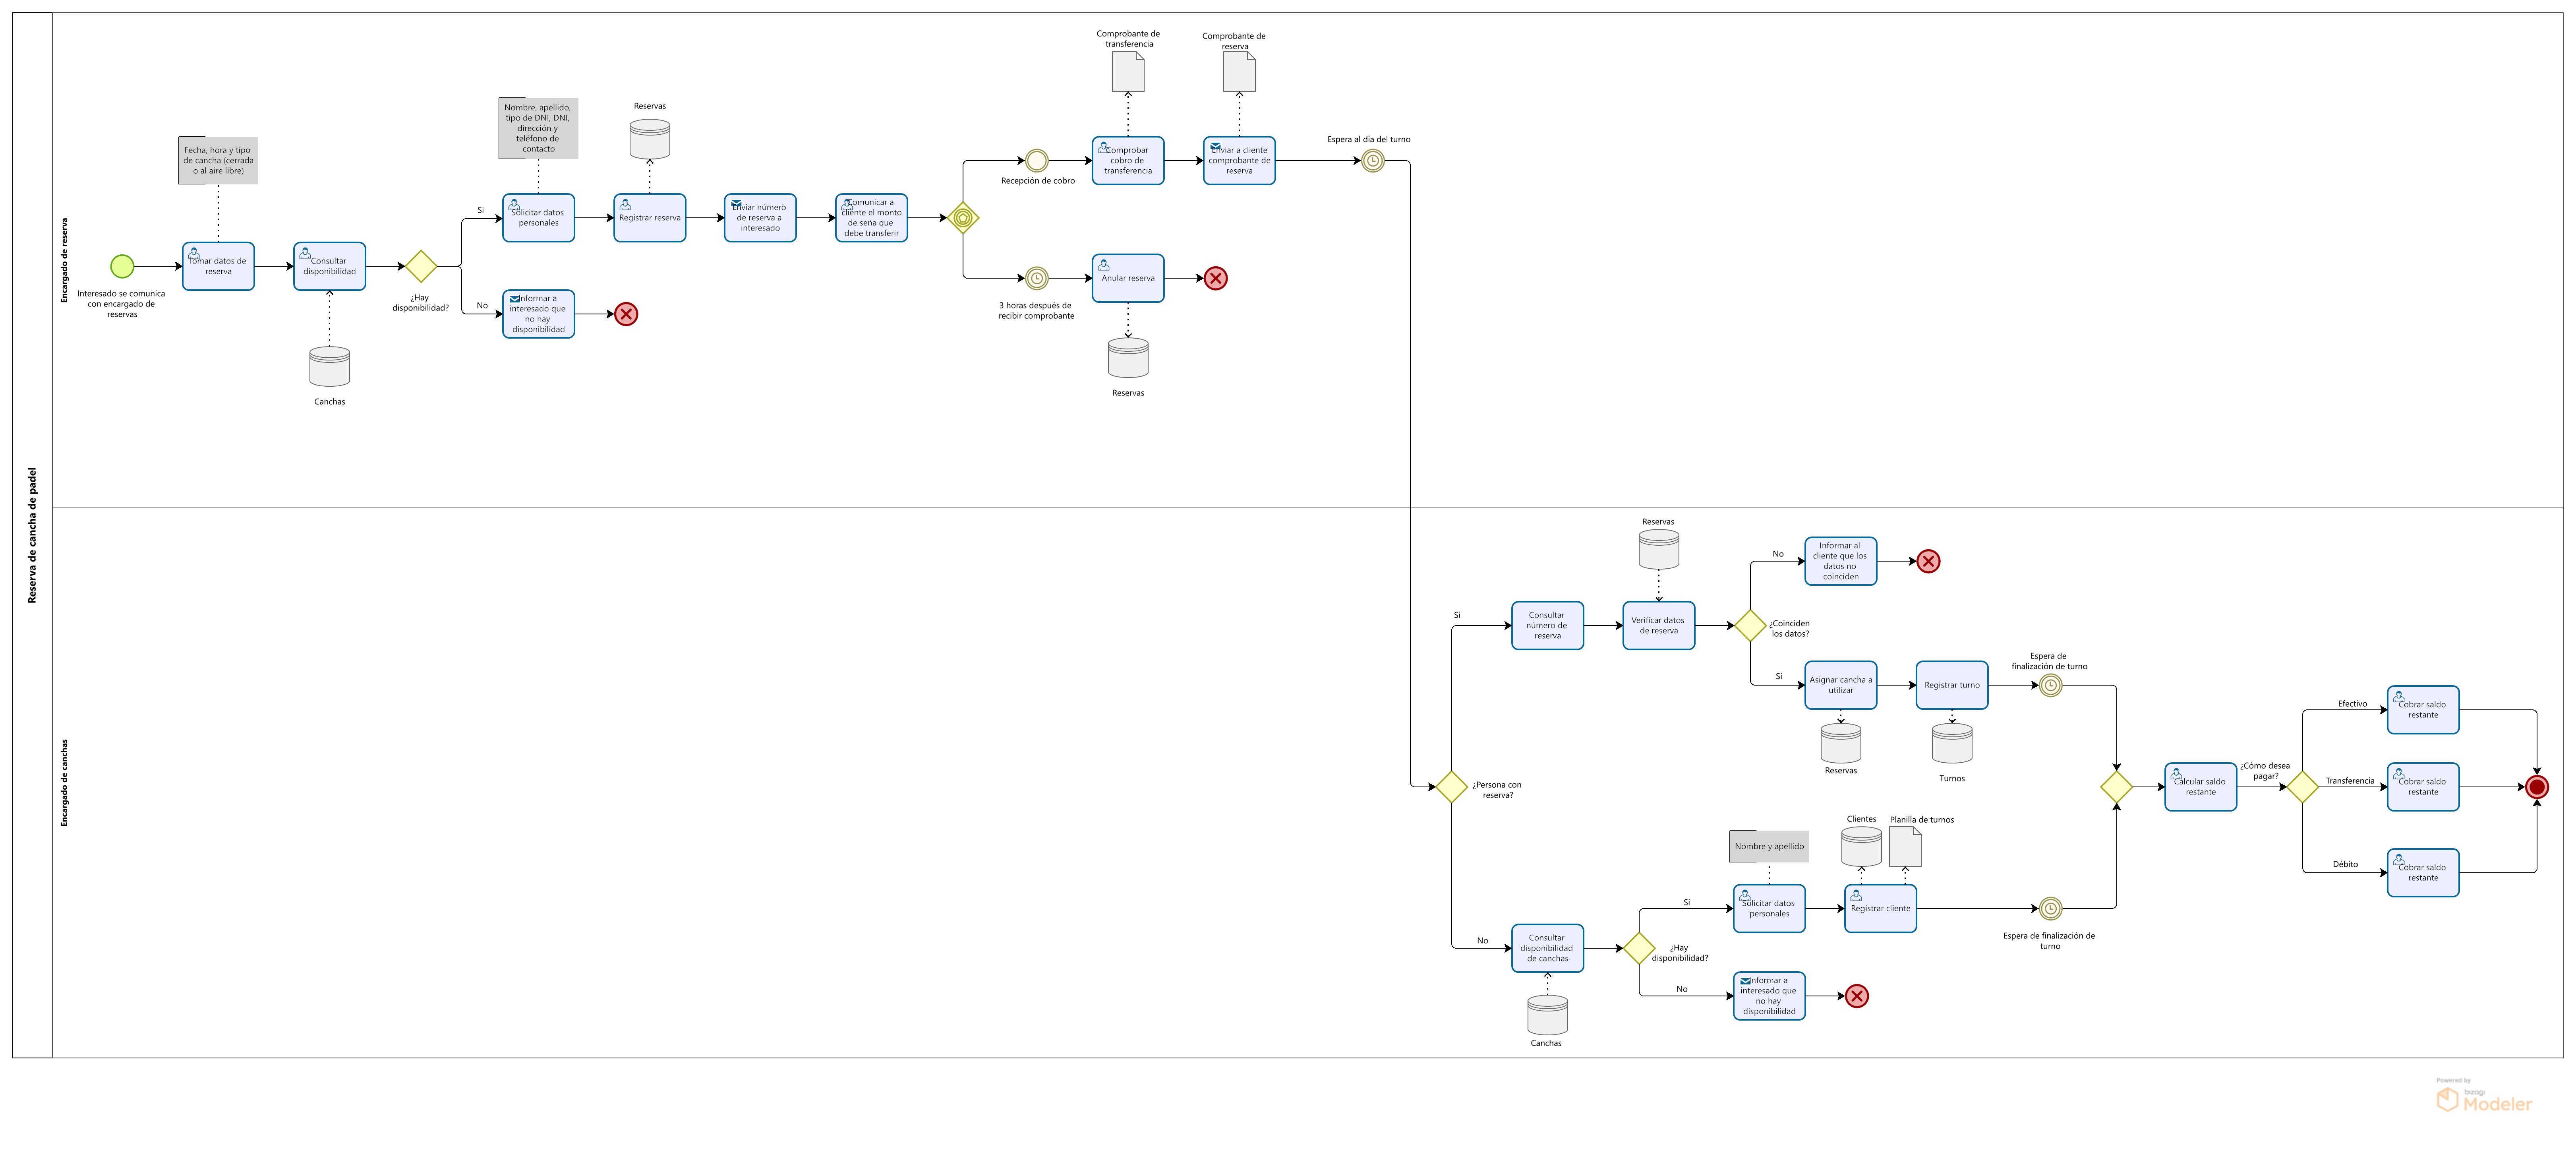 Reserva de cancha de padel
Encargado de reserva
Interesado se comunica
con encargado de
reservas
Fecha, hora y tipo
de cancha (cerrada
o al aire libre)
Tomar datos de
reserva
Consultar
disponibilidad
Canchas
¿Hay
disponibilidad?
Si
No
Nombre, apellido,
tipo de DNI, DNI,
dirección y
teléfono de
contacto
Solicitar datos
personales
Informar a
interesado que
no hay
disponibilidad
Reservas
Registrar reserva
Enviar número
de reserva a
interesado
Comunicar a
cliente el monto
de seña que
debe transferir
Recepción de cobro
3 horas después de
recibir comprobante
Comprobante de
transferencia
Comprobar
cobro de
transferencia
Anular reserva
Reservas
Comprobante de
reserva
Enviar a cliente
comprobante de
reserva
Espera al día del turno
Encargado de canchas
¿Persona con
reserva?
Si
No
Consultar
número de
reserva
Reservas
Verificar datos
de reserva
¿Coinciden
los datos?
No
Informar al
cliente que los
datos no
coinciden
Si
Asignar cancha a
utilizar
Reservas
Registrar turno
Turnos
Espera de
finalización de turno
Consultar
disponibilidad
de canchas
Canchas
¿Hay
disponibilidad?
Si
No
Nombre y apellido
Solicitar datos
personales
Informar a
interesado que
no hay
disponibilidad
Clientes
Planilla de turnos
Registrar cliente
Espera de finalización de
turno
Calcular saldo
restante
¿Cómo desea
pagar?
Efectivo
Cobrar saldo
restante
Transferencia
Cobrar saldo
restante
Débito
Cobrar saldo
restante
Powered by
bizagi
Modeler